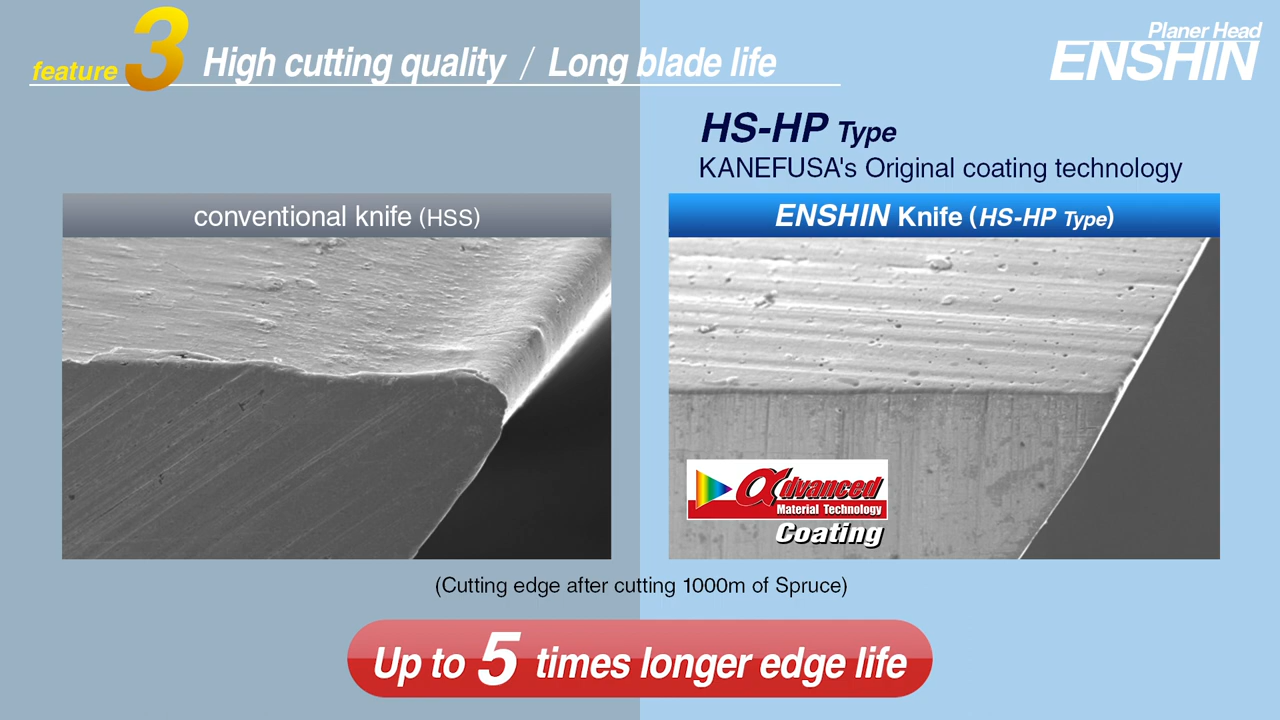 feature 3 High cutting quality / Long blade life
Planer Head
ENSHIN
HS-HP Type
KANEFUSA's Original coating technology
conventional knife (HSS)
ENSHIN Knife (HS-HP Type)
αdvanced
Material Technology
Coating
(Cutting edge after cutting 1000m of Spruce)
Up to 5 times longer edge life